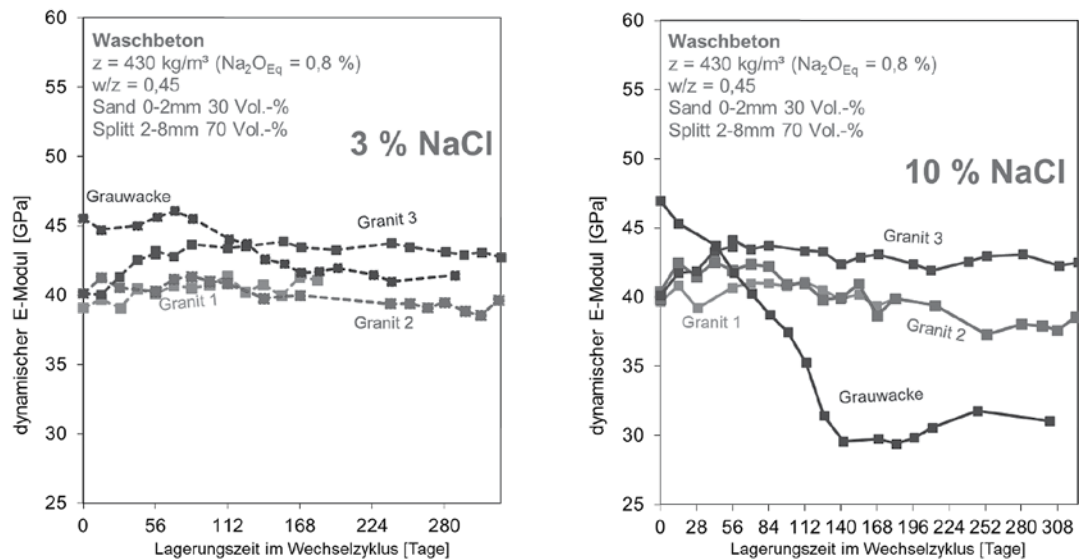 60
55
50
45
40
35
30
25
dynamischer E-Modul [GPa]
Waschbeton
z = 430 kg/m³ (Na₂O_Eq = 0,8 %)
w/z = 0,45
Sand 0-2mm 30 Vol.-%
Splitt 2-8mm 70 Vol.-%
3 % NaCl
Grauwacke
Granit 3
Granit 1
Granit 2
0 56 112 168 224 280
Lagerungszeit im Wechselzyklus [Tage]
60
55
50
45
40
35
30
25
dynamischer E-Modul [GPa]
Waschbeton
z = 430 kg/m³ (Na₂O_Eq = 0,8 %)
w/z = 0,45
Sand 0-2mm 30 Vol.-%
Splitt 2-8mm 70 Vol.-%
10 % NaCl
Granit 3
Granit 1
Granit 2
Grauwacke
0 28 56 84 112 140 168 196 224 252 280 308
Lagerungszeit im Wechselzyklus [Tage]